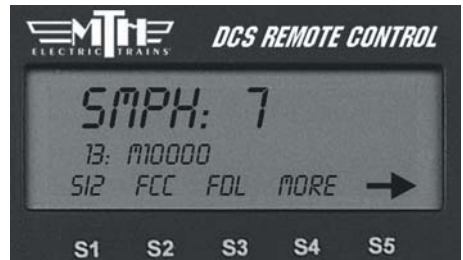 MTH DCS REMOTE CONTROL
ELECTRIC TRAINS
SMPH: 7
13: M10000
SI2 FCC FDL MORE
S1 S2 S3 S4 S5